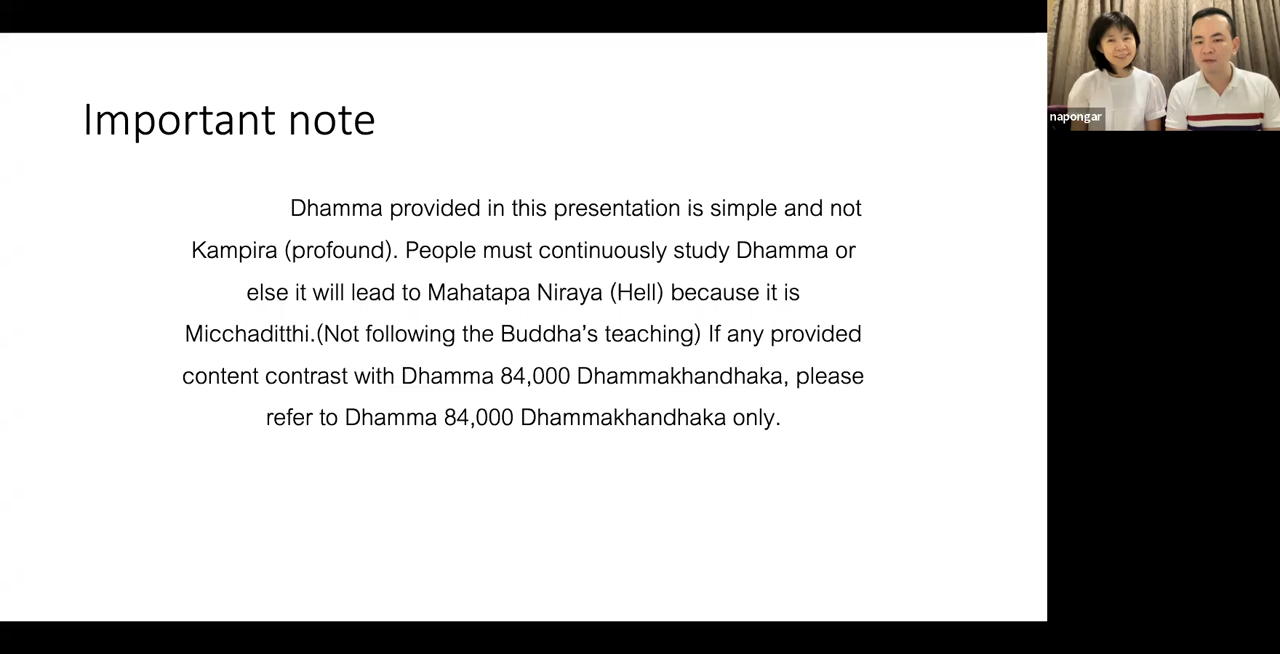 Important note
Dhamma provided in this presentation is simple and not
Kampira (profound). People must continuously study Dhamma or
else it will lead to Mahatapa Niraya (Hell) because it is
Micchaditthi.(Not following the Buddha's teaching) If any provided
content contrast with Dhamma 84,000 Dhammakhandhaka, please
refer to Dhamma 84,000 Dhammakhandhaka only.
napongar